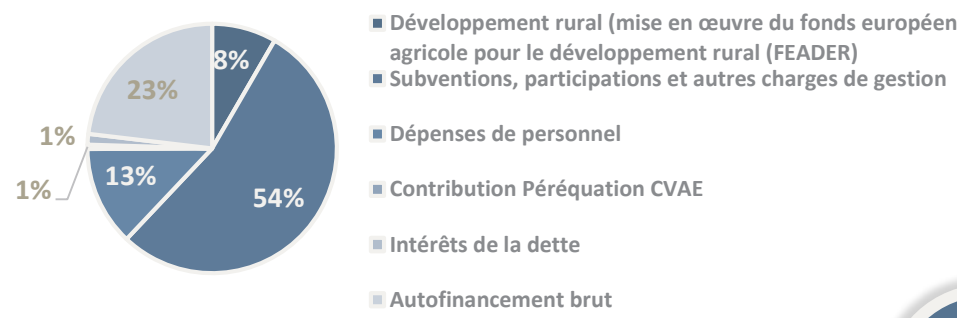 8%
54%
13%
1%
1%
23%
Développement rural (mise en œuvre du fonds européen
agricole pour le développement rural (FEADER)
Subventions, participations et autres charges de gestion
Dépenses de personnel
Contribution Péréquation CVAE
Intérêts de la dette
Autofinancement brut